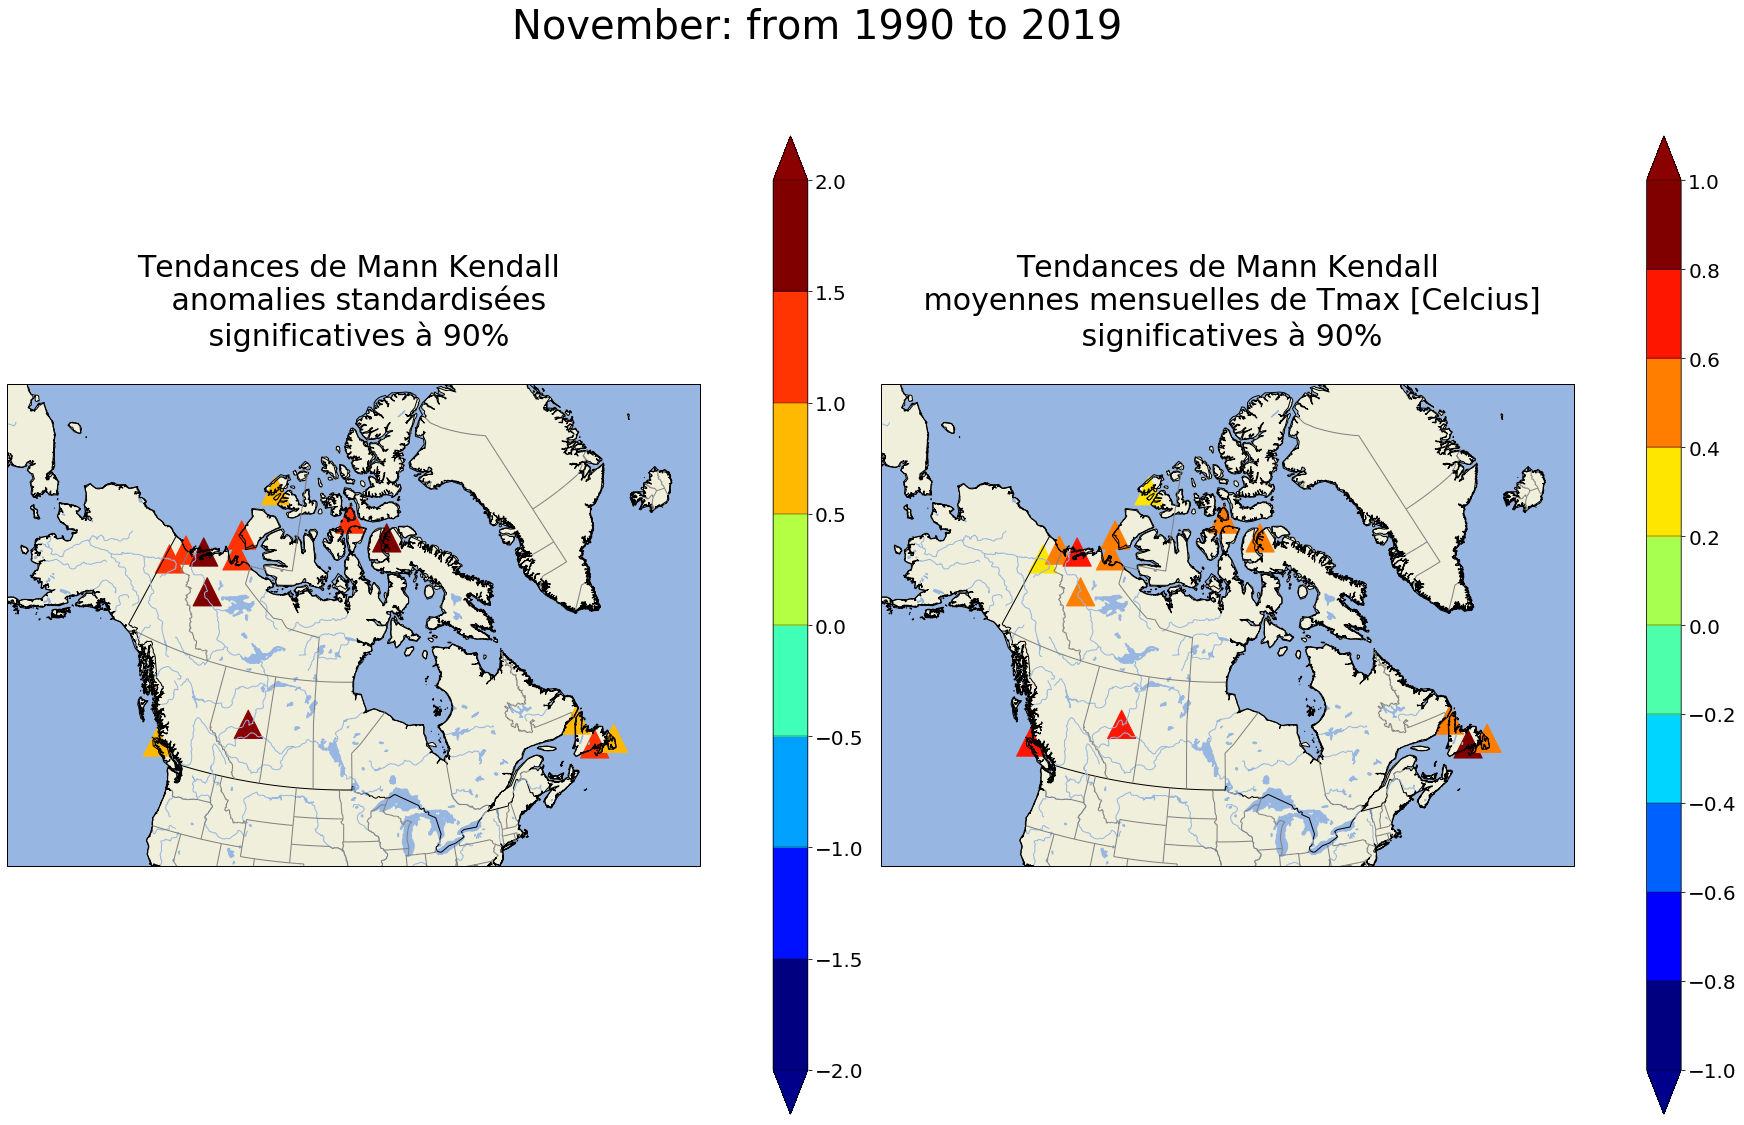 November: from 1990 to 2019
Tendances de Mann Kendall
anomalies standardisées
significatives à 90%
2.0
1.5
1.0
0.5
0.0
−0.5
−1.0
−1.5
−2.0
Tendances de Mann Kendall
moyennes mensuelles de Tmax [Celcius]
significatives à 90%
1.0
0.8
0.6
0.4
0.2
0.0
−0.2
−0.4
−0.6
−0.8
−1.0